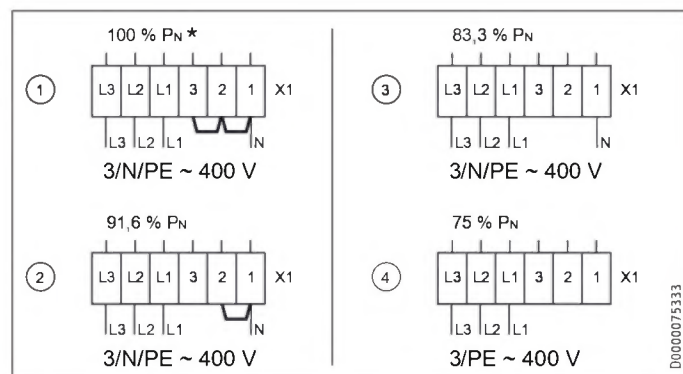 100 % PN *
1
L3 L2 L1 3 2 1 X1
L3 L2 L1 N
3/N/PE ~ 400 V
91,6 % PN
2
L3 L2 L1 3 2 1 X1
L3 L2 L1 N
3/N/PE ~ 400 V
83,3 % PN
3
L3 L2 L1 3 2 1 X1
L3 L2 L1 N
3/N/PE ~ 400 V
75 % PN
4
L3 L2 L1 3 2 1 X1
L3 L2 L1
3/PE ~ 400 V
D0000075333